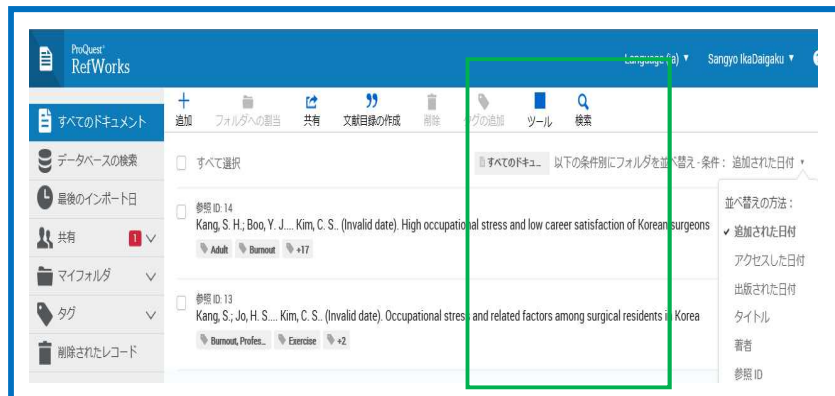 ProQuest®
RefWorks
Language (ja) ▼ Sangyo IkaDaigaku ▼
追加 フォルダへの割当 共有 文献目録の作成 削除 タグの追加 ツール 検索
すべてのドキュメント
データベースの検索
最後のインポート日
共有 1
マイフォルダ
タグ
削除されたレコード
すべて選択
すべてのドキュ... 以下の条件別にフォルダを並べ替え - 条件： 追加された日付
参照 ID: 14
Kang, S. H.; Boo, Y. J.... Kim, C. S.. (Invalid date). High occupational stress and low career satisfaction of Korean surgeons
Adult Burnout +17
参照 ID: 13
Kang, S.; Jo, H. S.... Kim, C. S.. (Invalid date). Occupational stress and related factors among surgical residents in Korea
Burnout, Profes... Exercise +2
並べ替えの方法：
✔ 追加された日付
アクセスした日付
出版された日付
タイトル
著者
参照 ID